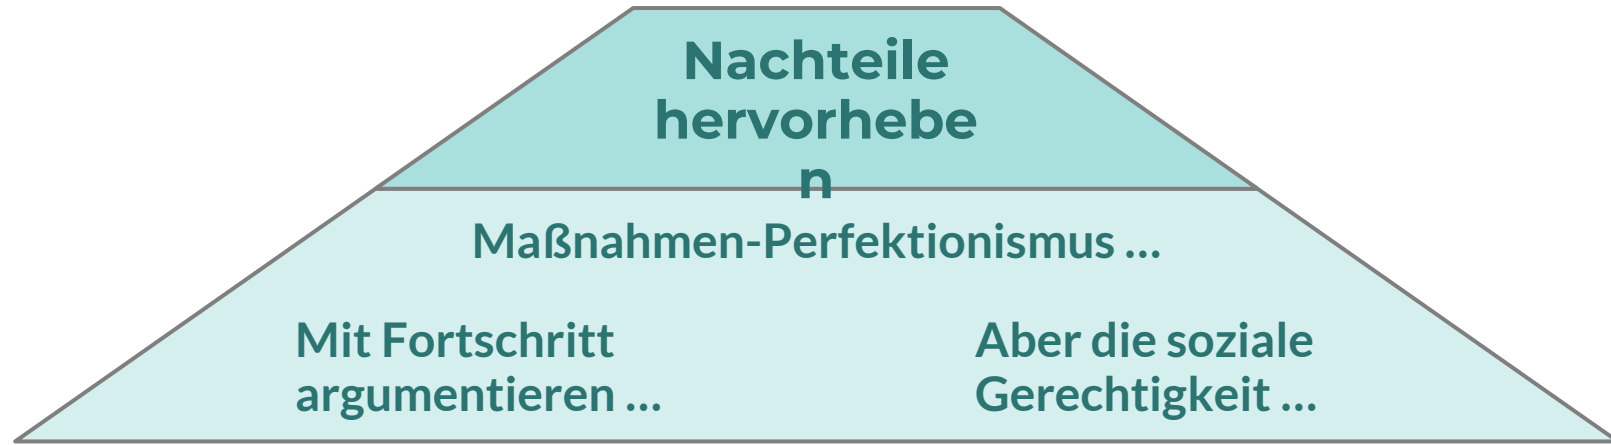 Nachteile
hervorhebe
n
Maßnahmen-Perfektionismus ...
Mit Fortschritt
argumentieren ...
Aber die soziale
Gerechtigkeit ...